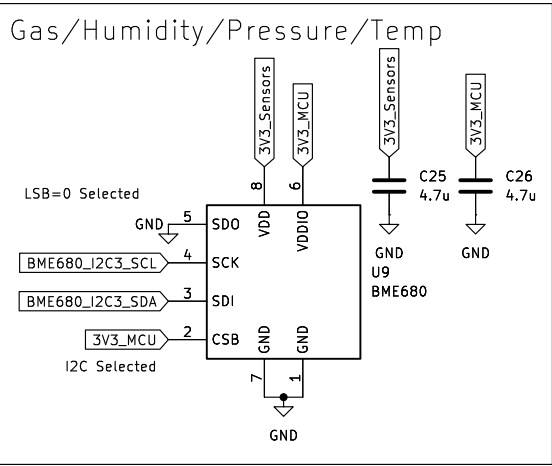 Gas/Humidity/Pressure/Temp
3V3_Sensors
3V3_MCU
3V3_Sensors
3V3_MCU
8
6
C25
4.7u
C26
4.7u
LSB=0 Selected
GND
5
SDO
VDD
VDDIO
GND
GND
U9
BME680
BME680_I2C3_SCL
4
SCK
BME680_I2C3_SDA
3
SDI
3V3_MCU
2
CSB
GND
GND
I2C Selected
7
1
GND